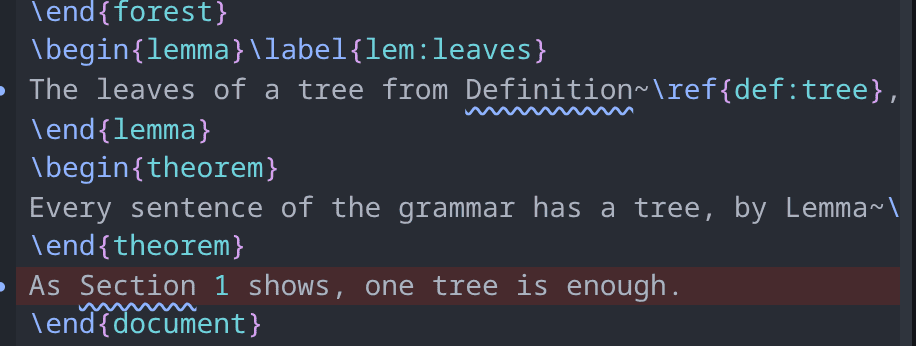 \end{forest}
\begin{lemma}\label{lem:leaves}
The leaves of a tree from Definition~\ref{def:tree},
\end{lemma}
\begin{theorem}
Every sentence of the grammar has a tree, by Lemma~\
\end{theorem}
As Section 1 shows, one tree is enough.
\end{document}